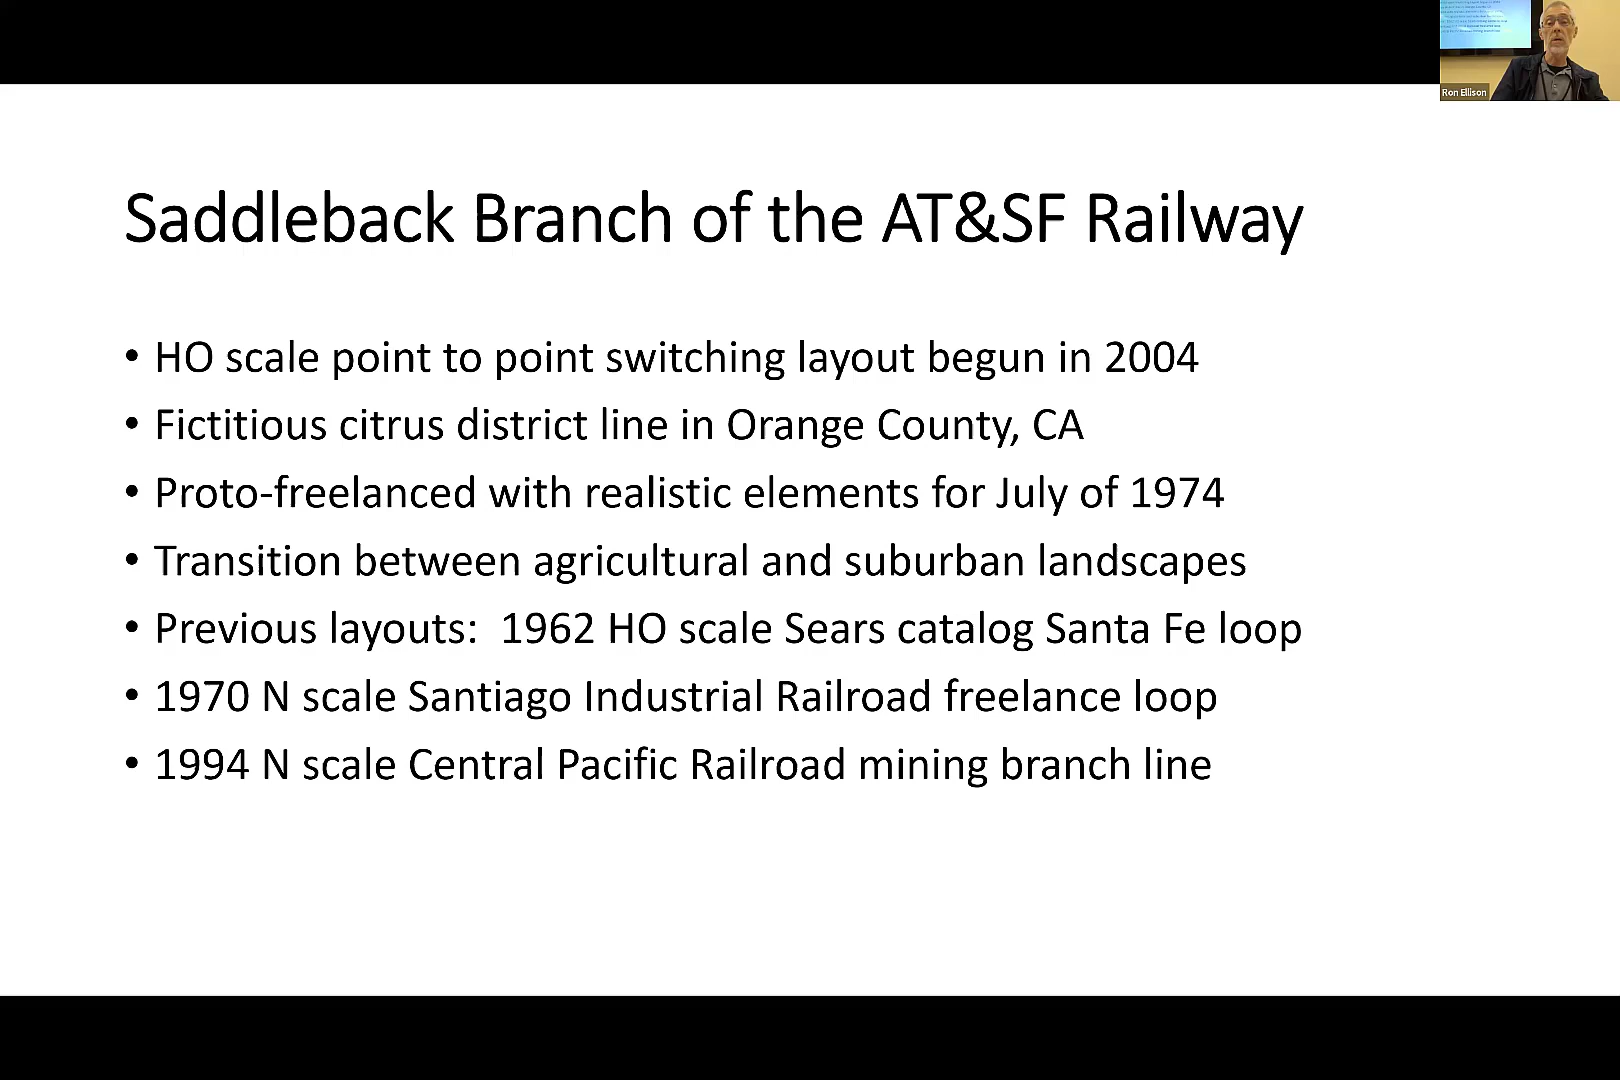 Ron Ellison
Saddleback Branch of the AT&SF Railway
• HO scale point to point switching layout begun in 2004
• Fictitious citrus district line in Orange County, CA
• Proto-freelanced with realistic elements for July of 1974
• Transition between agricultural and suburban landscapes
• Previous layouts:  1962 HO scale Sears catalog Santa Fe loop
• 1970 N scale Santiago Industrial Railroad freelance loop
• 1994 N scale Central Pacific Railroad mining branch line